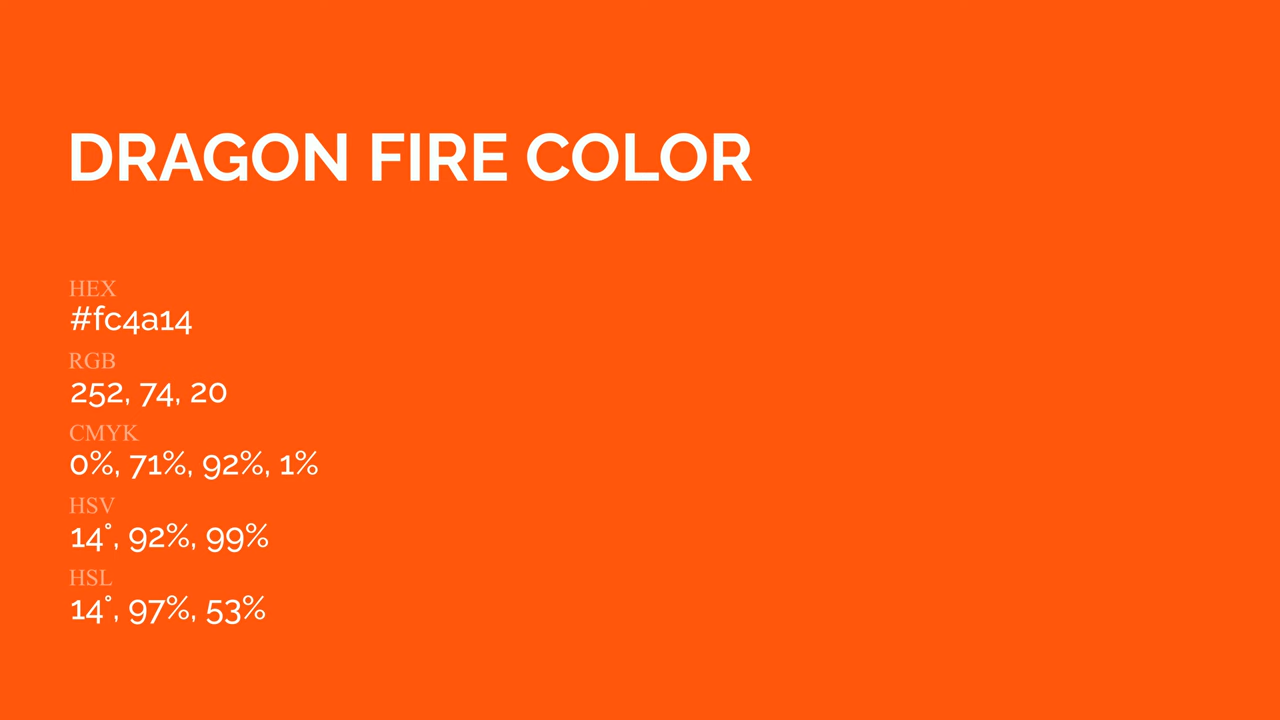 DRAGON FIRE COLOR
HEX
#fc4a14
RGB
252, 74, 20
CMYK
0%, 71%, 92%, 1%
HSV
14°, 92%, 99%
HSL
14°, 97%, 53%